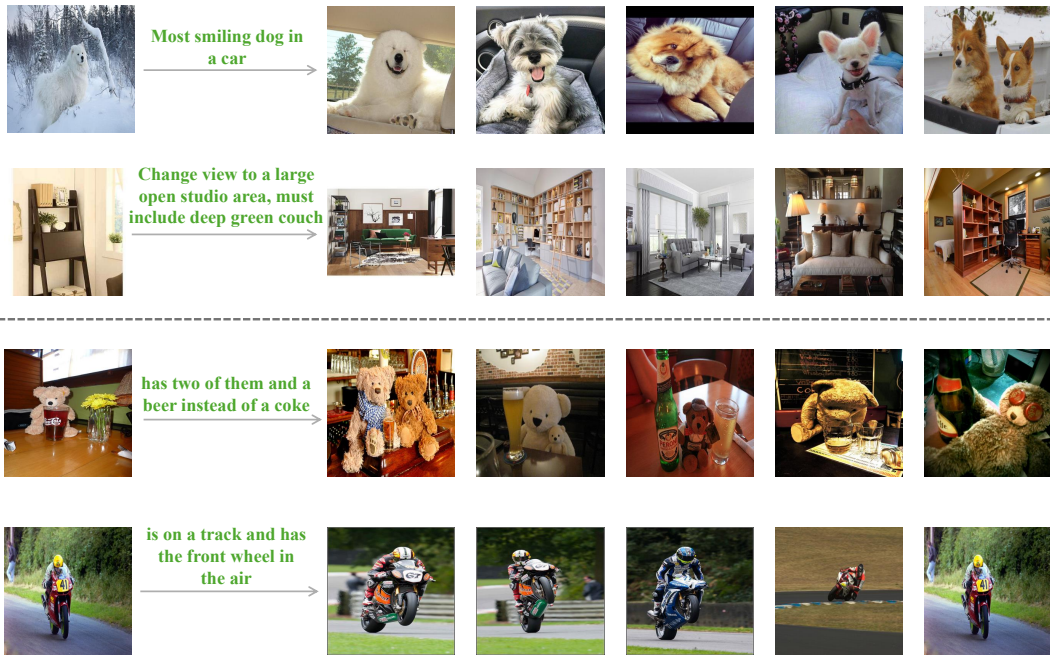 Most smiling dog in
a car
Change view to a large
open studio area, must
include deep green couch
has two of them and a
beer instead of a coke
is on a track and has
the front wheel in
the air